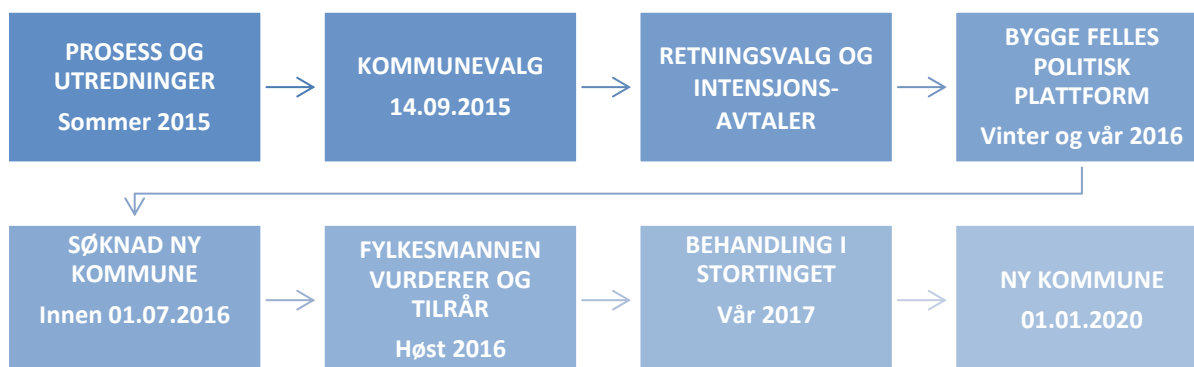 PROSESS OG
UTREDNINGER
Sommer 2015
KOMMUNEVALG
14.09.2015
RETNINGSVALG OG
INTENSJONS-
AVTALER
BYGGE FELLES
POLITISK
PLATTFORM
Vinter og vår 2016
SØKNAD NY
KOMMUNE
Innen 01.07.2016
FYLKESMANNEN
VURDERER OG
TILRÅR
Høst 2016
BEHANDLING I
STORTINGET
Vår 2017
NY KOMMUNE
01.01.2020